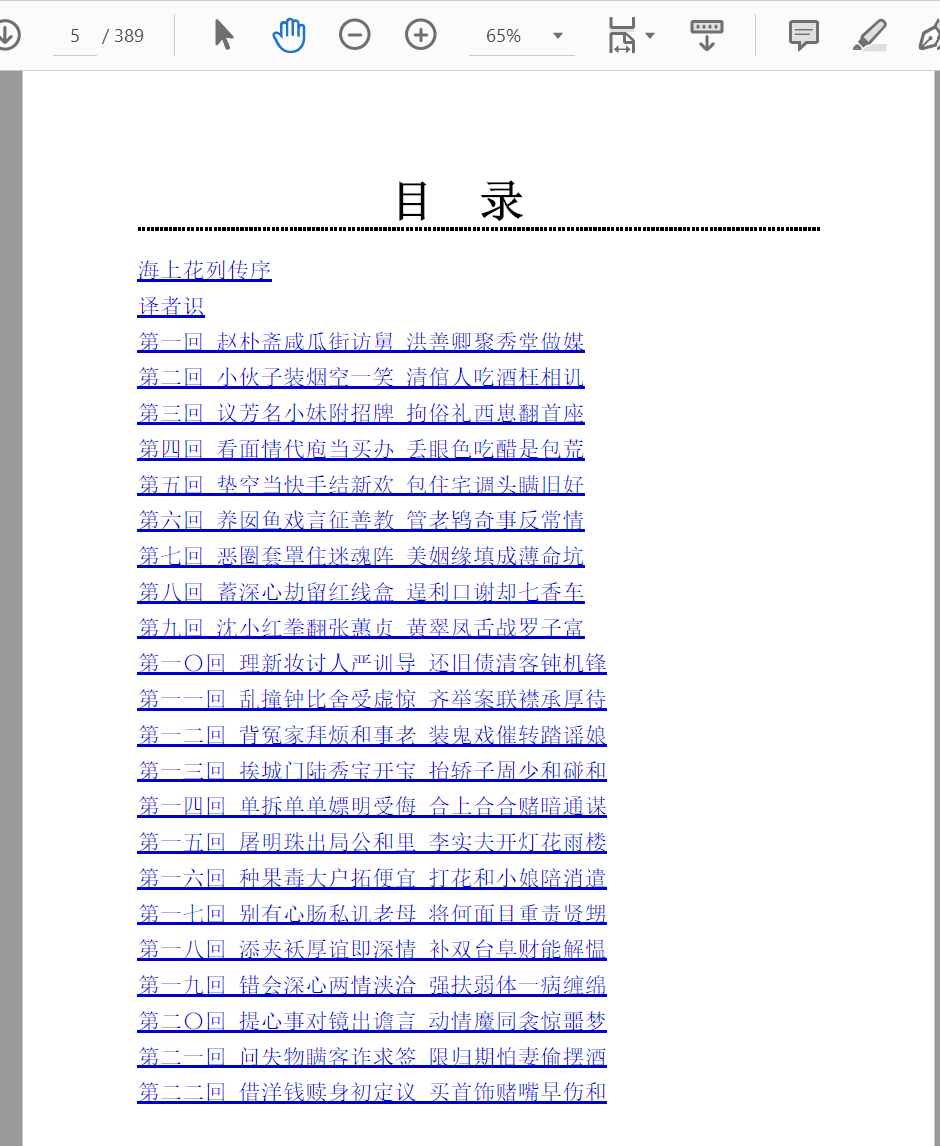 5 / 389 65%
目 录
海上花列传序
译者识
第一回 赵朴斋咸瓜街访舅 洪善卿聚秀堂做媒
第二回 小伙子装烟空一笑 清倌人吃酒枉相讥
第三回 议芳名小妹附招牌 拘俗礼西崽翻首座
第四回 看面情代庖当买办 丢眼色吃醋是包荒
第五回 垫空当快手结新欢 包住宅调头瞒旧好
第六回 养囡鱼戏言征善教 管老鸨奇事反常情
第七回 恶圈套罩住迷魂阵 美姻缘填成薄命坑
第八回 蓄深心劫留红线盒 逞利口谢却七香车
第九回 沈小红拳翻张蕙贞 黄翠凤舌战罗子富
第一〇回 理新妆讨人严训导 还旧债清客钟机锋
第一一回 乱撞钟比舍受虚惊 齐举案联襟承厚待
第一二回 背冤家拜烦和事老 装鬼戏催转踏谣娘
第一三回 挨城门陆秀宝开宝 抬轿子周少和碰和
第一四回 单拆单单嫖明受侮 合上合合赌暗通谋
第一五回 屠明珠出局公和里 李实夫开灯花雨楼
第一六回 种果毒大户拓便宜 打花和小娘陪消遣
第一七回 别有心肠私讥老母 将何面目重责贤甥
第一八回 添夹袄厚谊即深情 补双台阜财能解愠
第一九回 错会深心两情浃洽 强扶弱体一病缠绵
第二〇回 提心事对镜出谵言 动情魔同衾惊噩梦
第二一回 问失物瞒客诈求签 限归期怕妻偷摆酒
第二二回 借洋钱赎身初定议 买首饰赌嘴早伤和